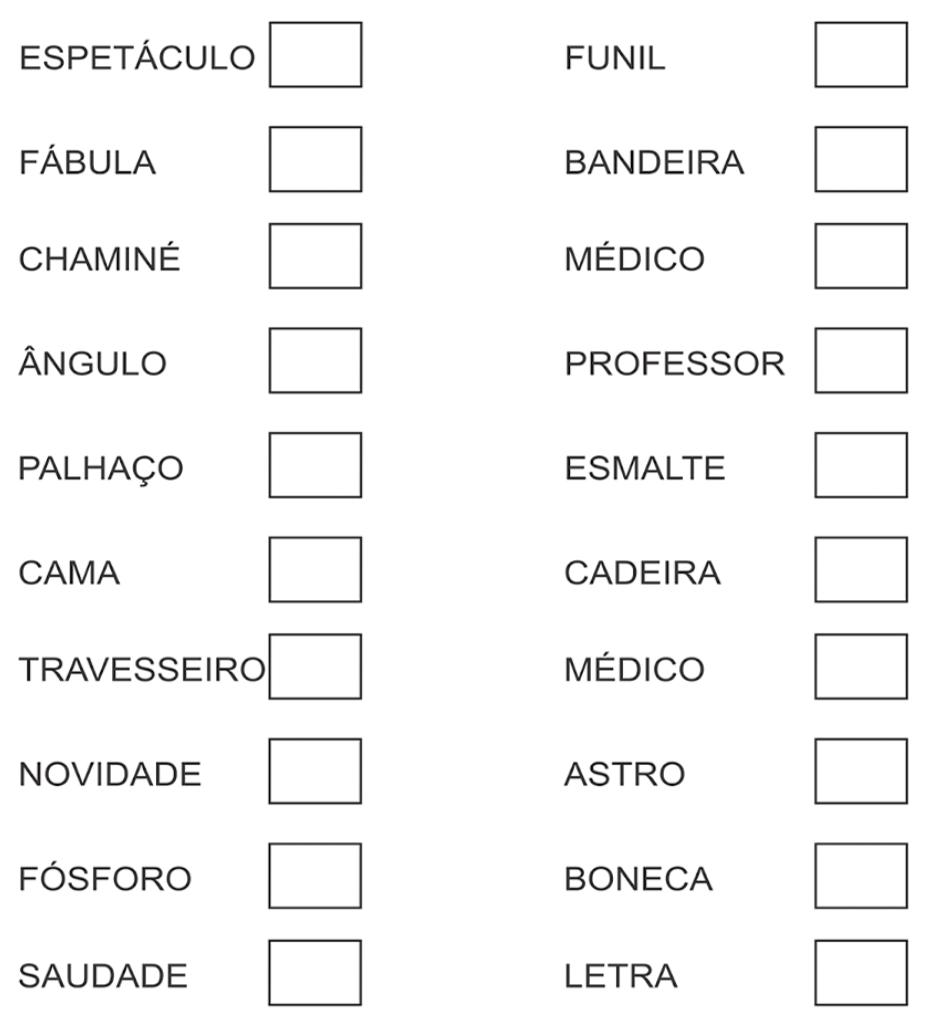 ESPETÁCULO
FÁBULA
CHAMINÉ
ÂNGULO
PALHAÇO
CAMA
TRAVESSEIRO
NOVIDADE
FÓSFORO
SAUDADE
FUNIL
BANDEIRA
MÉDICO
PROFESSOR
ESMALTE
CADEIRA
MÉDICO
ASTRO
BONECA
LETRA